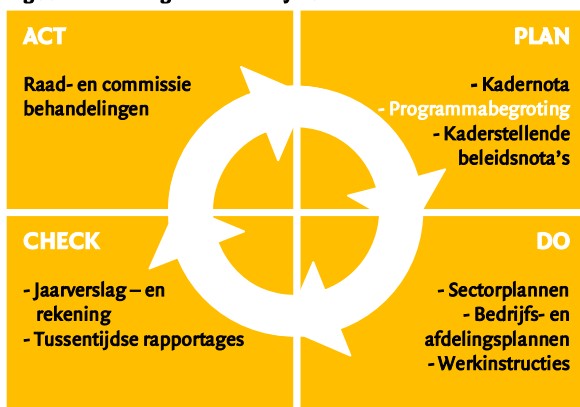 ACT
Raad- en commissie
behandelingen
PLAN
- Kadernota
- Programmabegroting
- Kaderstellende
beleidsnota's
CHECK
- Jaarverslag – en
rekening
- Tussentijdse rapportages
DO
- Sectorplannen
- Bedrijfs- en
afdelingsplannen
- Werkinstructies